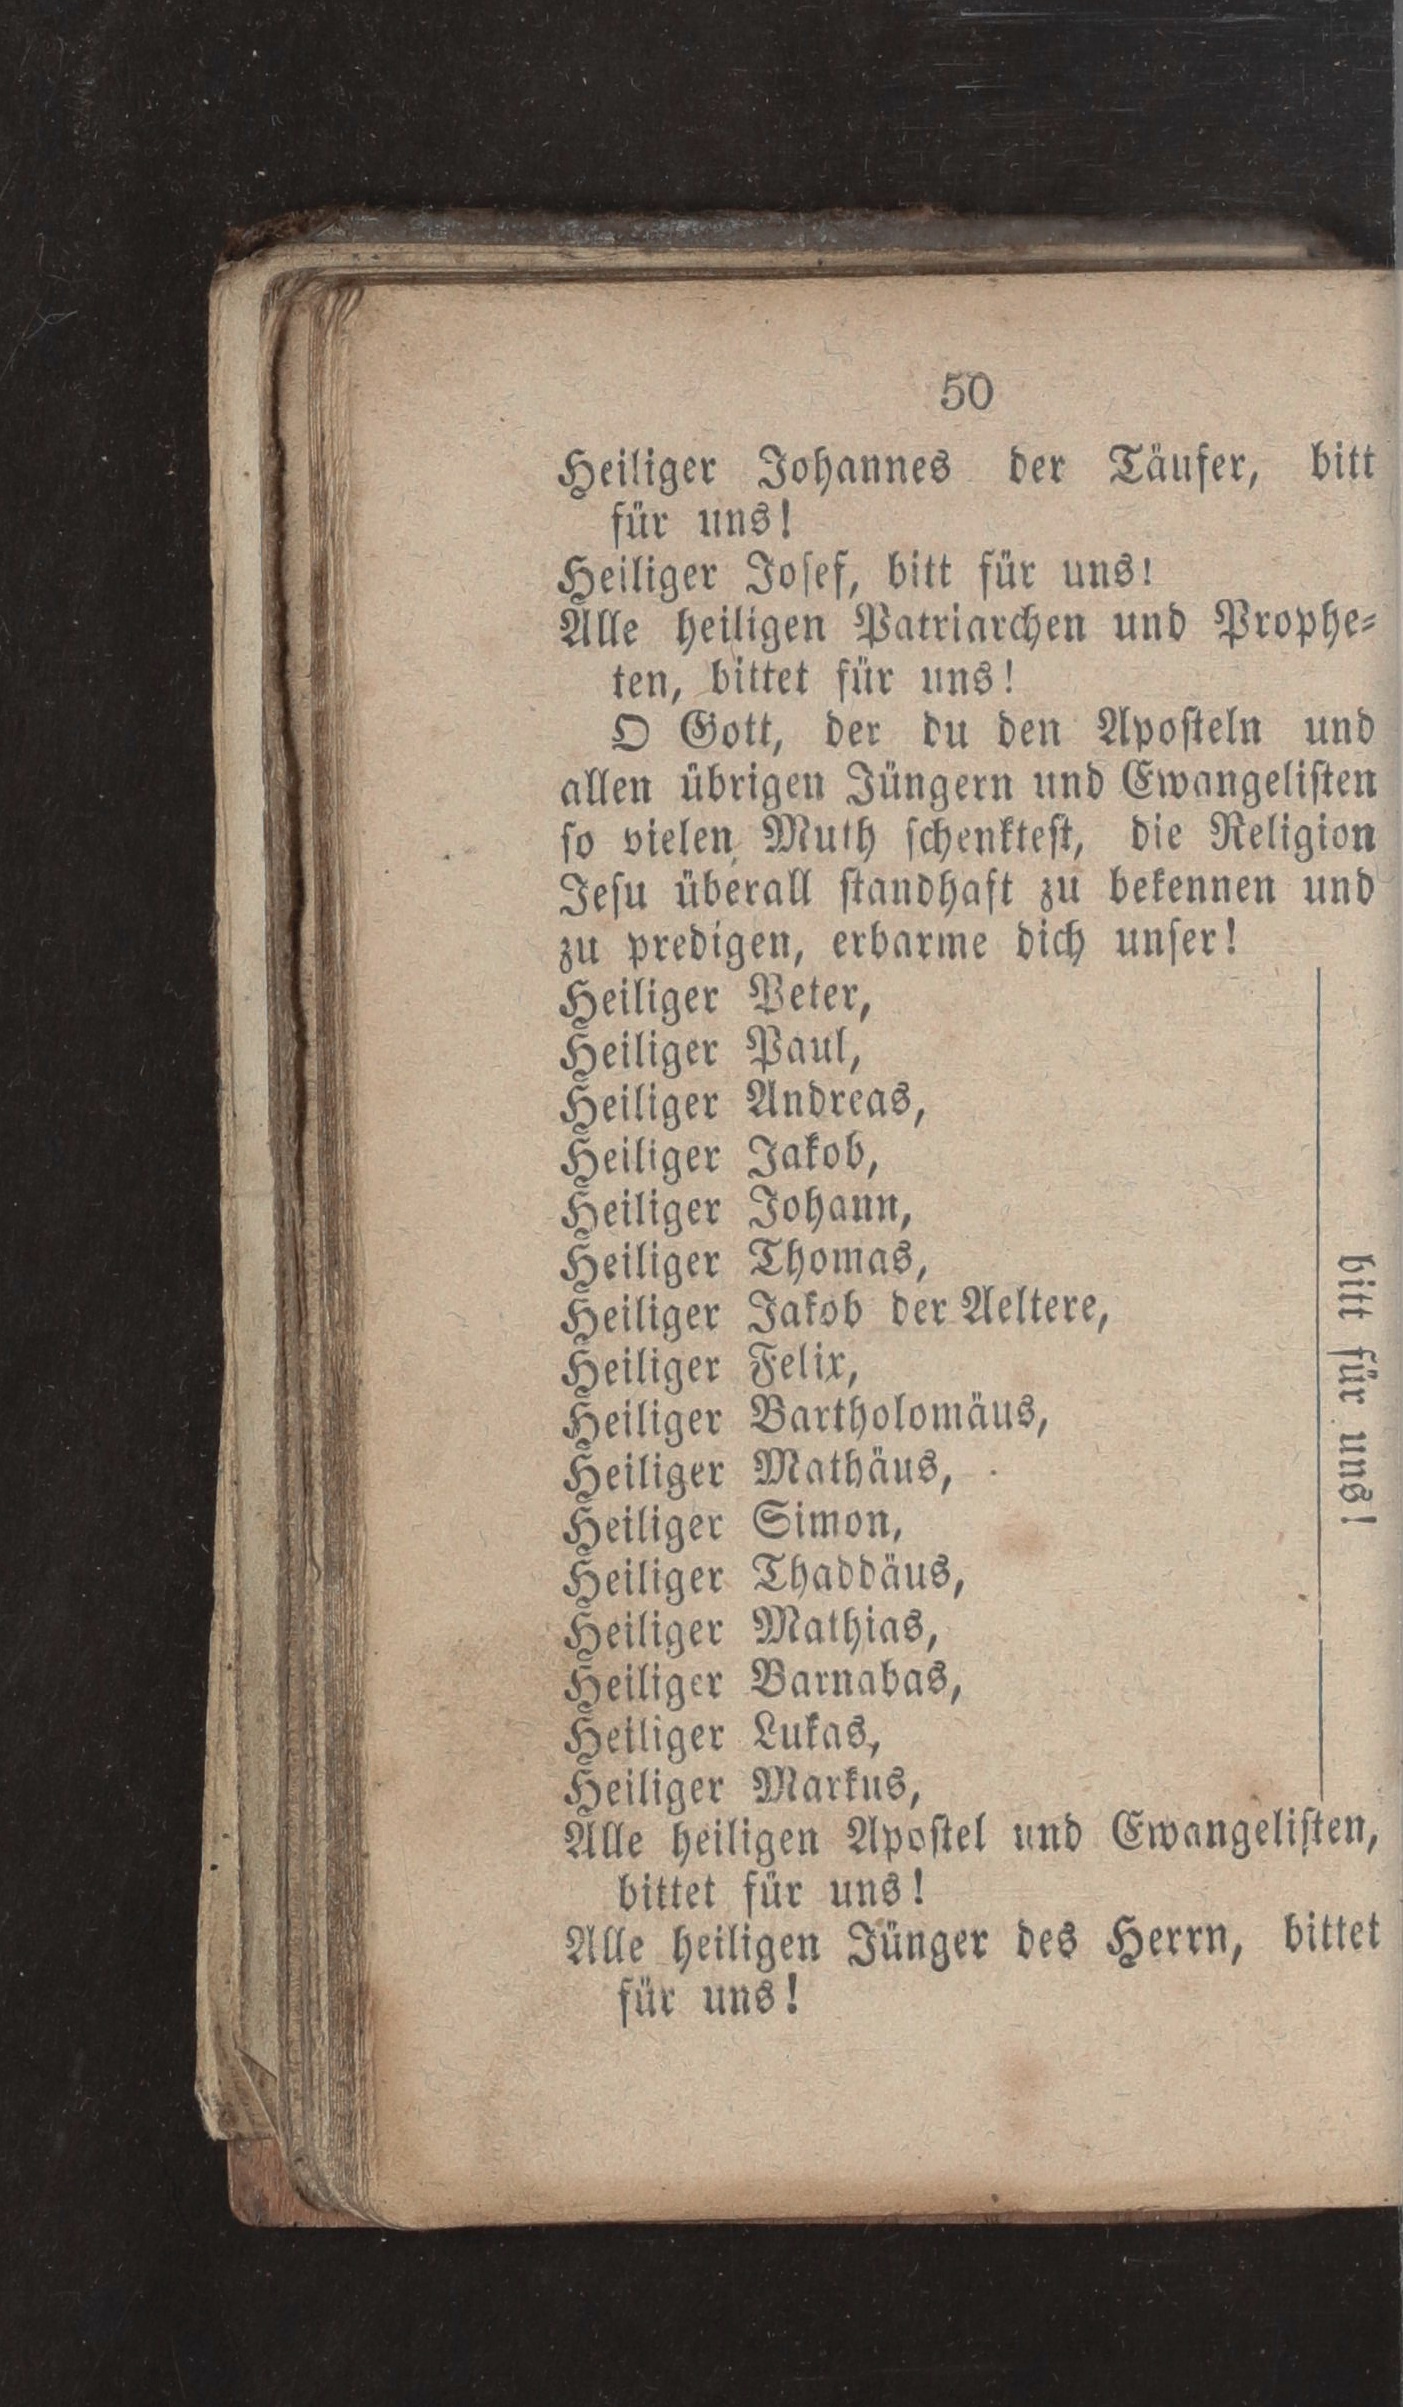 50
Heiliger Johannes der Täufer, bitt
für uns!
Heiliger Josef, bitt für uns!
Alle heiligen Patriarchen und Prophe-
ten, bittet für uns!
O Gott, der du den Aposteln und
allen übrigen Jüngern und Ewangelisten
so vielen Muth schenktest, die Religion
Jesu überall standhaft zu bekennen und
zu predigen, erbarme dich unser!
Heiliger Peter,
Heiliger Paul,
Heiliger Andreas,
Heiliger Jakob,
Heiliger Johann,
Heiliger Thomas,
Heiliger Jakob der Aeltere,
Heiliger Felix,
Heiliger Bartholomäus,
Heiliger Mathäus,
Heiliger Simon,
Heiliger Thaddäus,
Heiliger Mathias,
Heiliger Barnabas,
Heiliger Lukas,
Heiliger Markus,
bitt für uns!
Alle heiligen Apostel und Ewangelisten,
bittet für uns!
Alle heiligen Jünger des Herrn, bittet
für uns!